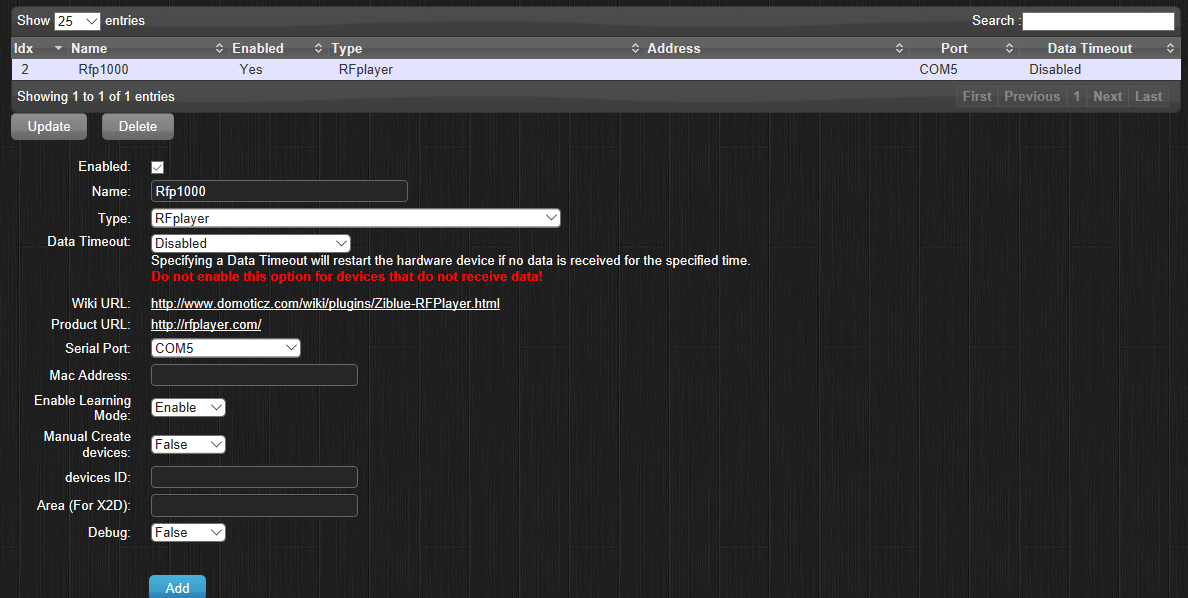 Show 25 entries Search :
Idx Name Enabled Type Address Port Data Timeout
2 Rfp1000 Yes RFplayer COM5 Disabled
Showing 1 to 1 of 1 entries First Previous 1 Next Last
Update Delete
Enabled:
Name: Rfp1000
Type: RFplayer
Data Timeout: Disabled
Specifying a Data Timeout will restart the hardware device if no data is received for the specified time.
Do not enable this option for devices that do not receive data!
Wiki URL: http://www.domoticz.com/wiki/plugins/Ziblue-RFPlayer.html
Product URL: http://rfplayer.com/
Serial Port: COM5
Mac Address:
Enable Learning
Mode: Enable
Manual Create
devices: False
devices ID:
Area (For X2D):
Debug: False
Add